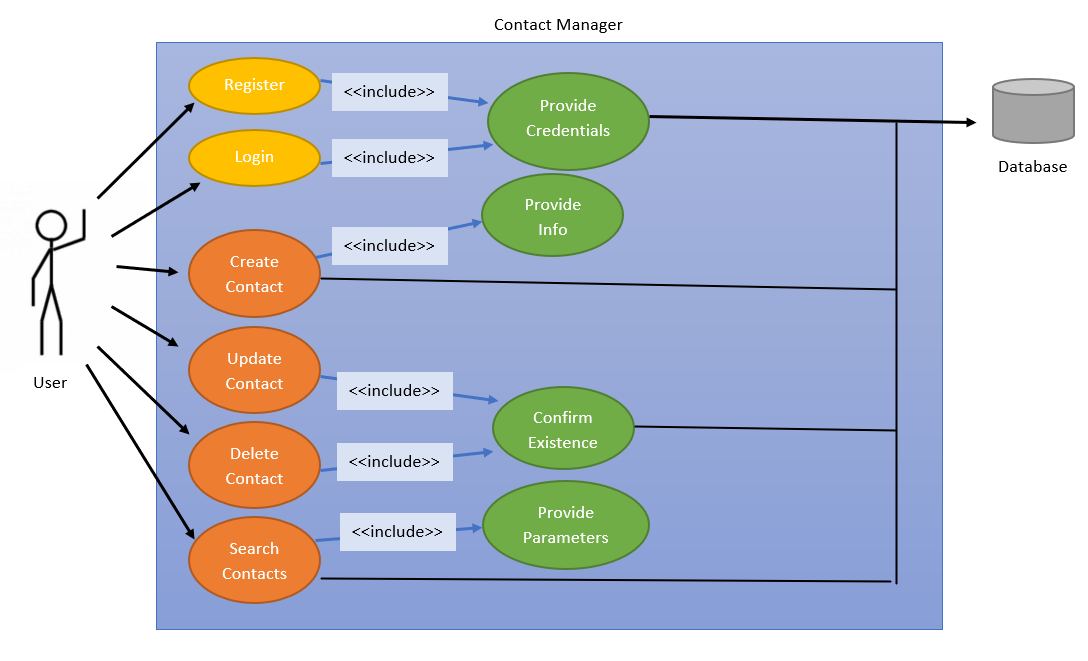 Contact Manager
Register
<<include>>
Provide
Credentials
Login
<<include>>
Database
Provide
Info
<<include>>
Create
Contact
User
Update
Contact
<<include>>
Confirm
Existence
Delete
Contact
<<include>>
Provide
Parameters
<<include>>
Search
Contacts